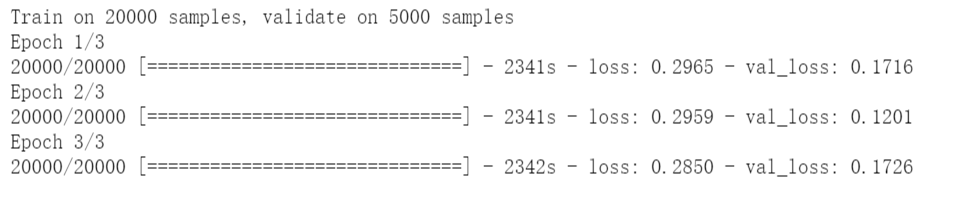 Train on 20000 samples, validate on 5000 samples
Epoch 1/3
20000/20000 [==============================] - 2341s - loss: 0.2965 - val_loss: 0.1716
Epoch 2/3
20000/20000 [==============================] - 2341s - loss: 0.2959 - val_loss: 0.1201
Epoch 3/3
20000/20000 [==============================] - 2342s - loss: 0.2850 - val_loss: 0.1726